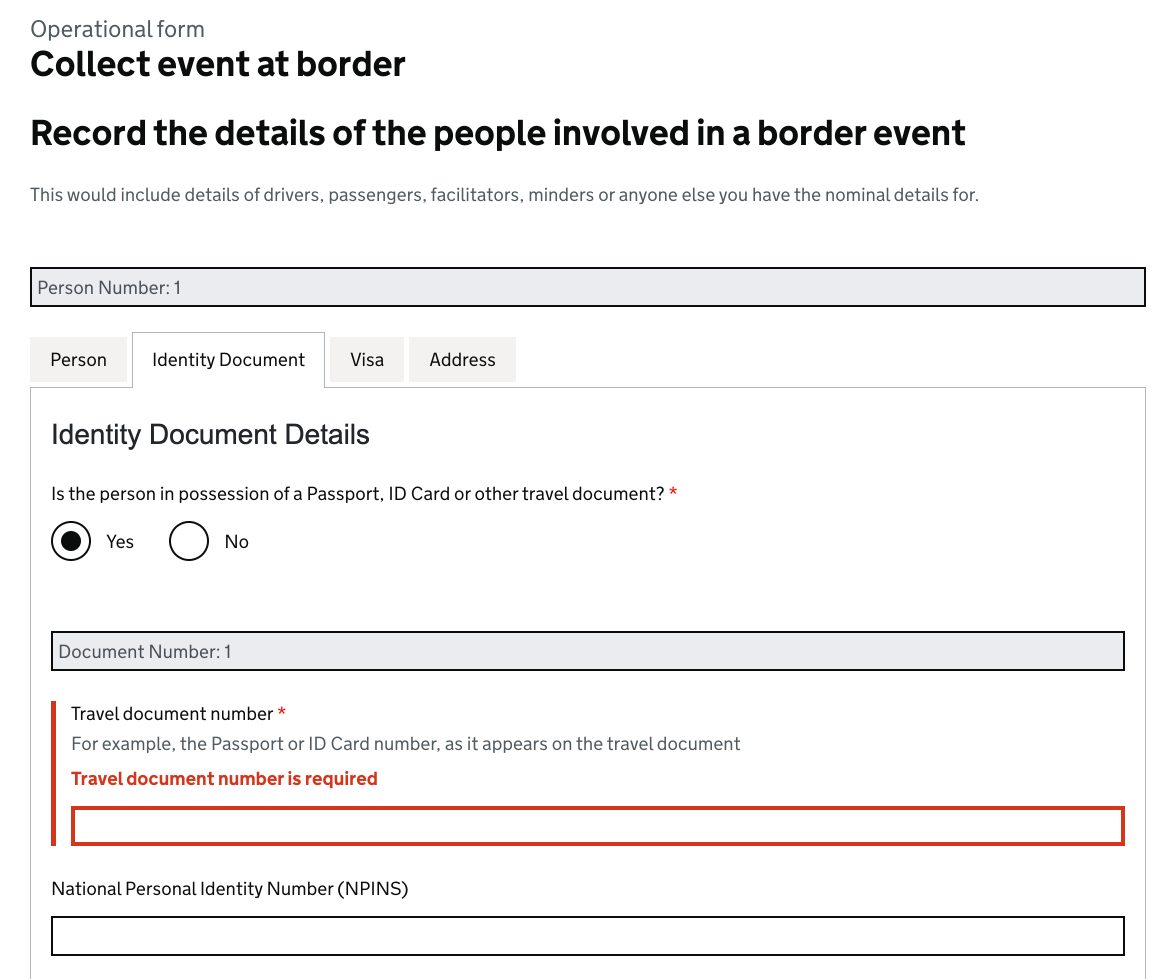 Operational form
Collect event at border
Record the details of the people involved in a border event
This would include details of drivers, passengers, facilitators, minders or anyone else you have the nominal details for.
Person Number: 1
Person Identity Document Visa Address
Identity Document Details
Is the person in possession of a Passport, ID Card or other travel document? *
Yes No
Document Number: 1
Travel document number *
For example, the Passport or ID Card number, as it appears on the travel document
Travel document number is required
National Personal Identity Number (NPINS)